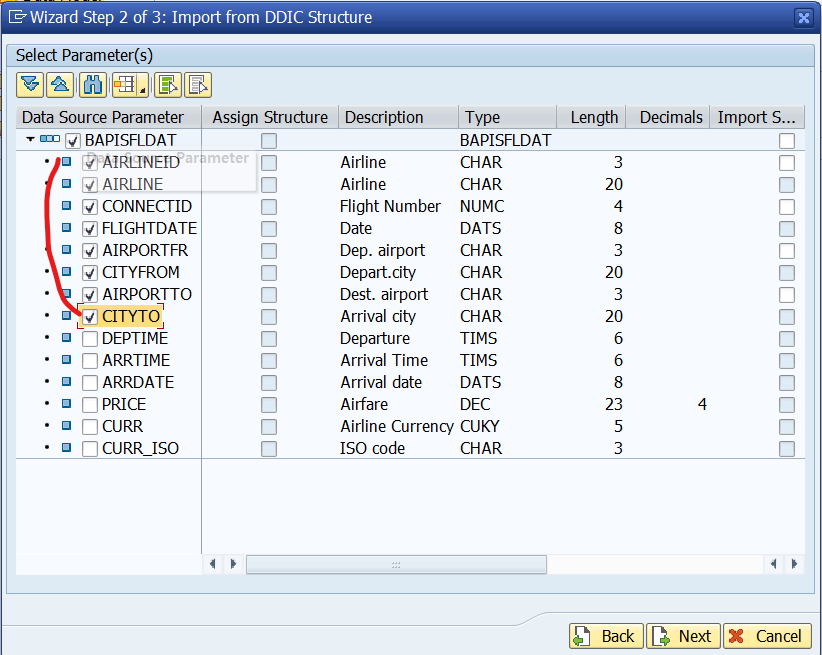 Wizard Step 2 of 3: Import from DDIC Structure
Select Parameter(s)
Data Source Parameter Assign Structure Description Type Length Decimals Import S...
BAPISFLDAT BAPISFLDAT
Data Source Parameter
AIRLINEID Airline CHAR 3
AIRLINE Airline CHAR 20
CONNECTID Flight Number NUMC 4
FLIGHTDATE Date DATS 8
AIRPORTFR Dep. airport CHAR 3
CITYFROM Depart.city CHAR 20
AIRPORTTO Dest. airport CHAR 3
CITYTO Arrival city CHAR 20
DEPTIME Departure TIMS 6
ARRTIME Arrival Time TIMS 6
ARRDATE Arrival date DATS 8
PRICE Airfare DEC 23 4
CURR Airline Currency CUKY 5
CURR_ISO ISO code CHAR 3
Back Next Cancel